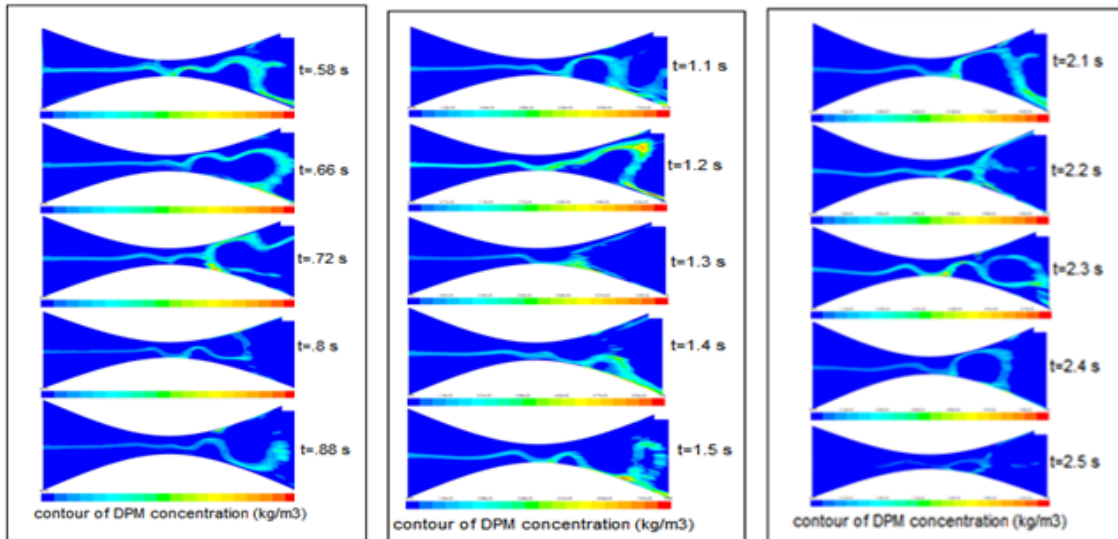 t=.58 s
t=.66 s
t=.72 s
t=.8 s
t=.88 s
contour of DPM concentration (kg/m3)
t=1.1 s
t=1.2 s
t=1.3 s
t=1.4 s
t=1.5 s
contour of DPM concentration (kg/m3)
t=2.1 s
t=2.2 s
t=2.3 s
t=2.4 s
t=2.5 s
contour of DPM concentration (kg/m3)